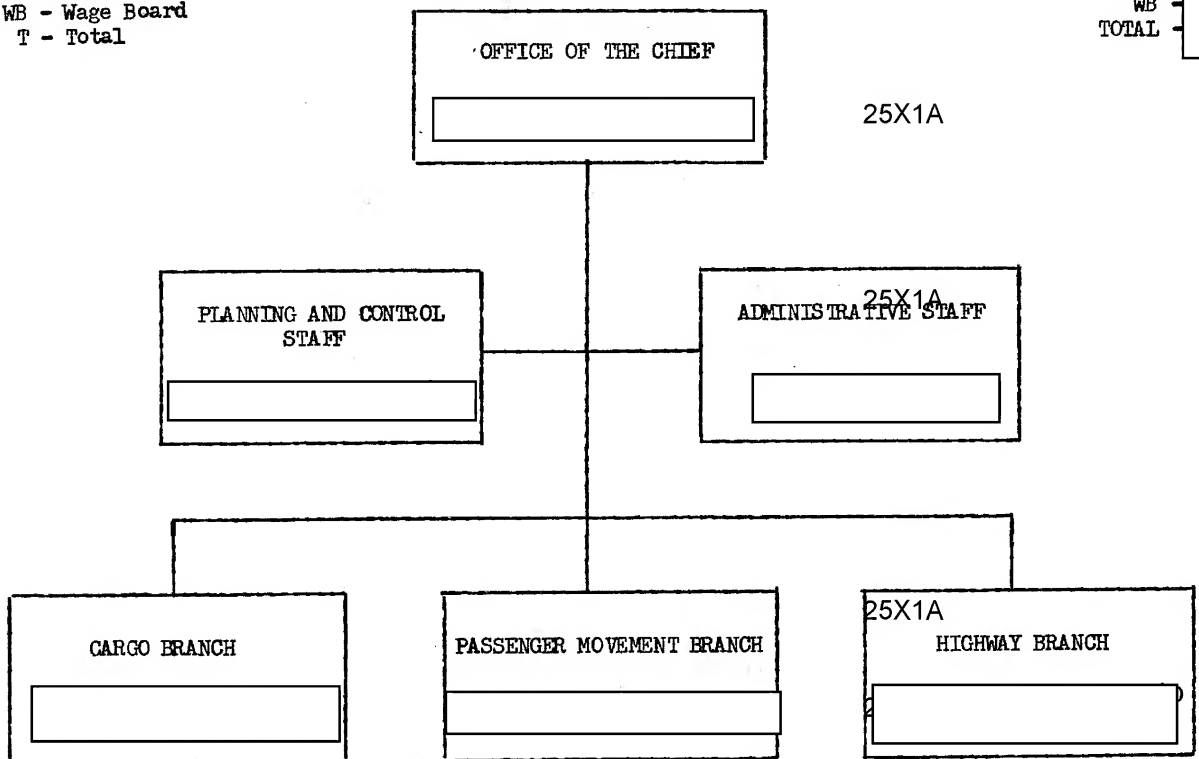 WB - Wage Board
T - Total
WB -
TOTAL -
OFFICE OF THE CHIEF
25X1A
PLANNING AND CONTROL
STAFF
25X1A
ADMINISTRATIVE STAFF
CARGO BRANCH
PASSENGER MOVEMENT BRANCH
25X1A
HIGHWAY BRANCH